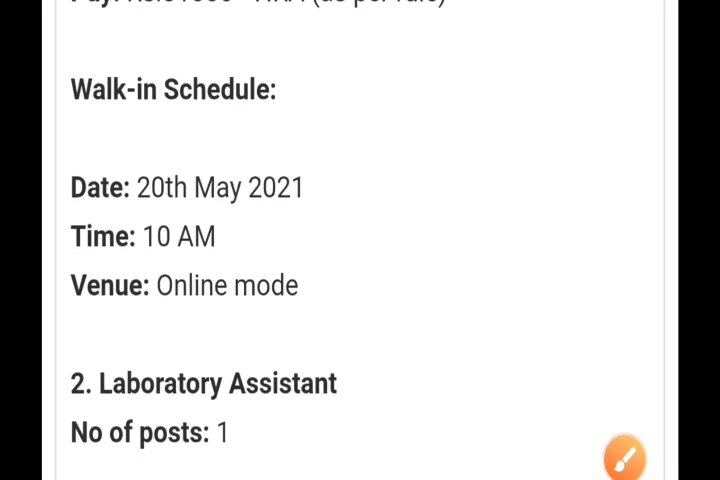 Walk-in Schedule:
Date: 20th May 2021
Time: 10 AM
Venue: Online mode
2. Laboratory Assistant
No of posts: 1